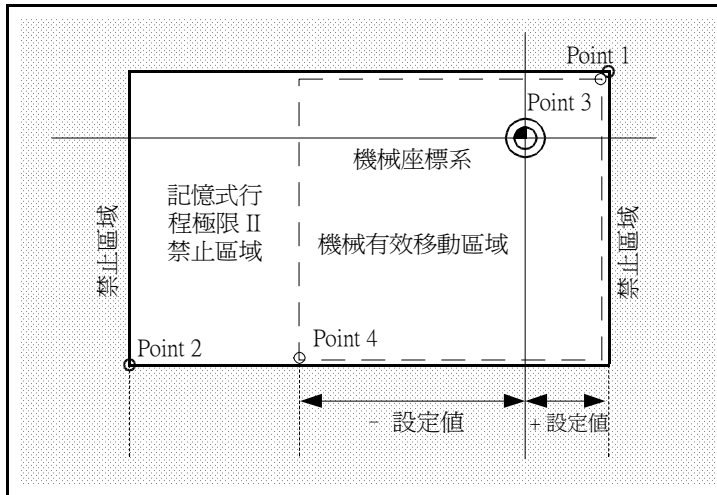 Point 1
Point 3
機械座標系
記憶式行
程極限 II
禁止區域
機械有效移動區域
禁止區域
禁止區域
Point 2
Point 4
− 設定値
+ 設定値